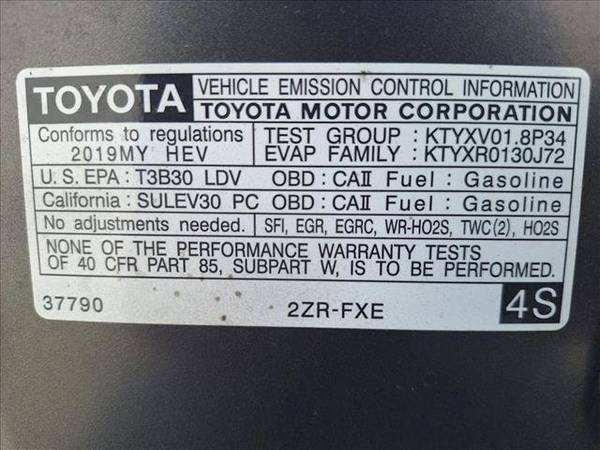 TOYOTA VEHICLE EMISSION CONTROL INFORMATION
TOYOTA MOTOR CORPORATION
Conforms to regulations TEST GROUP : KTYXV01.8P34
2019MY HEV EVAP FAMILY : KTYXR0130J72
U.S. EPA : T3B30 LDV OBD : CAII Fuel : Gasoline
California : SULEV30 PC OBD : CAII Fuel : Gasoline
No adjustments needed. SFI, EGR, EGRC, WR-HO2S, TWC(2), HO2S
NONE OF THE PERFORMANCE WARRANTY TESTS
OF 40 CFR PART 85, SUBPART W, IS TO BE PERFORMED.
37790 2ZR-FXE 4S